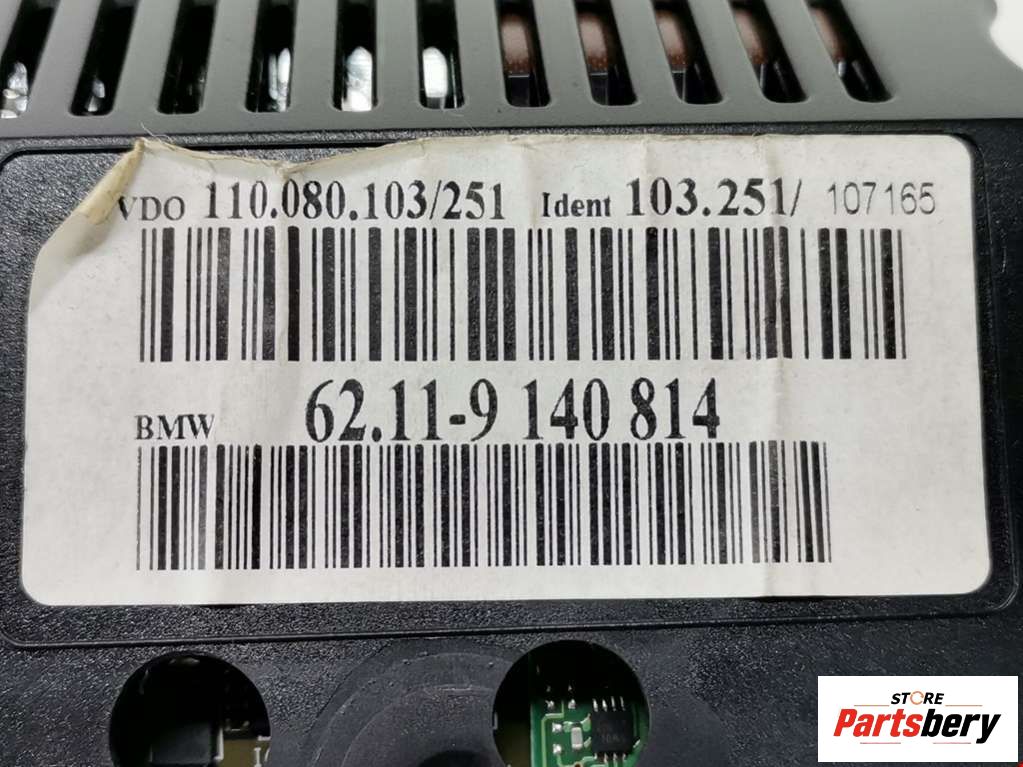 VDO 110.080.103/251 Ident 103.251/ 107165
BMW 62.11-9 140 814
STORE
Partsbery